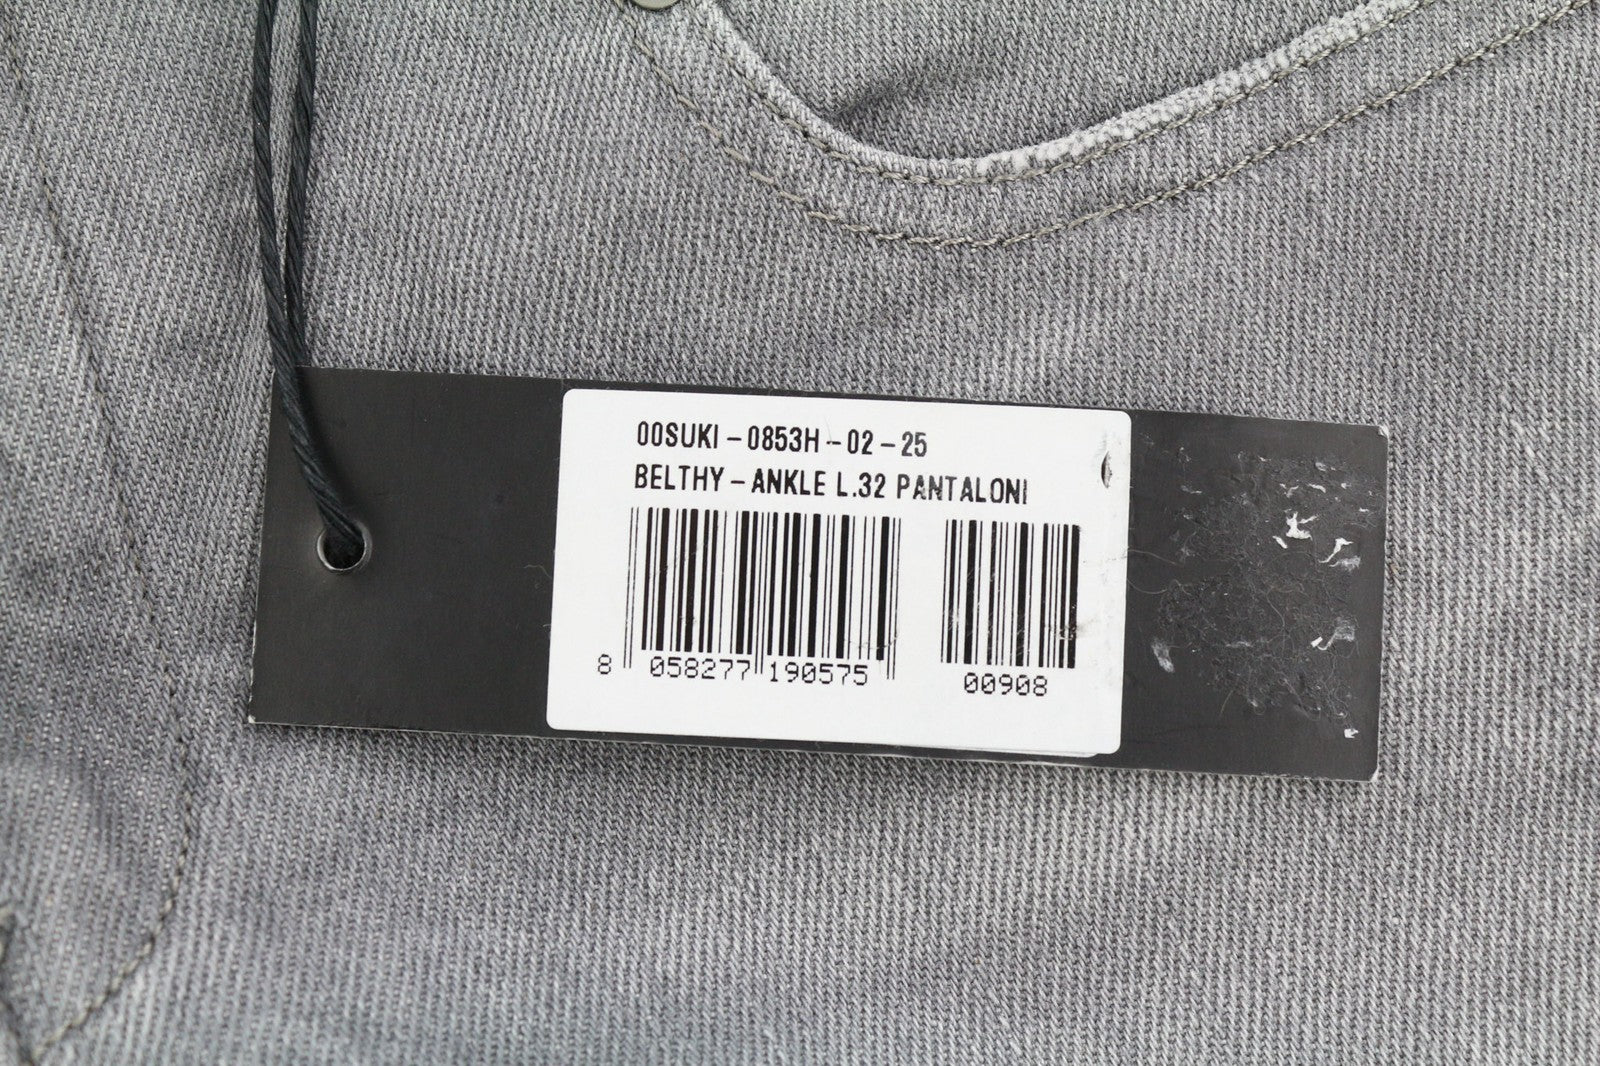 00SUKI-0853H-02-25
BELTHY-ANKLE L.32 PANTALONI
8 058277 190575 00908